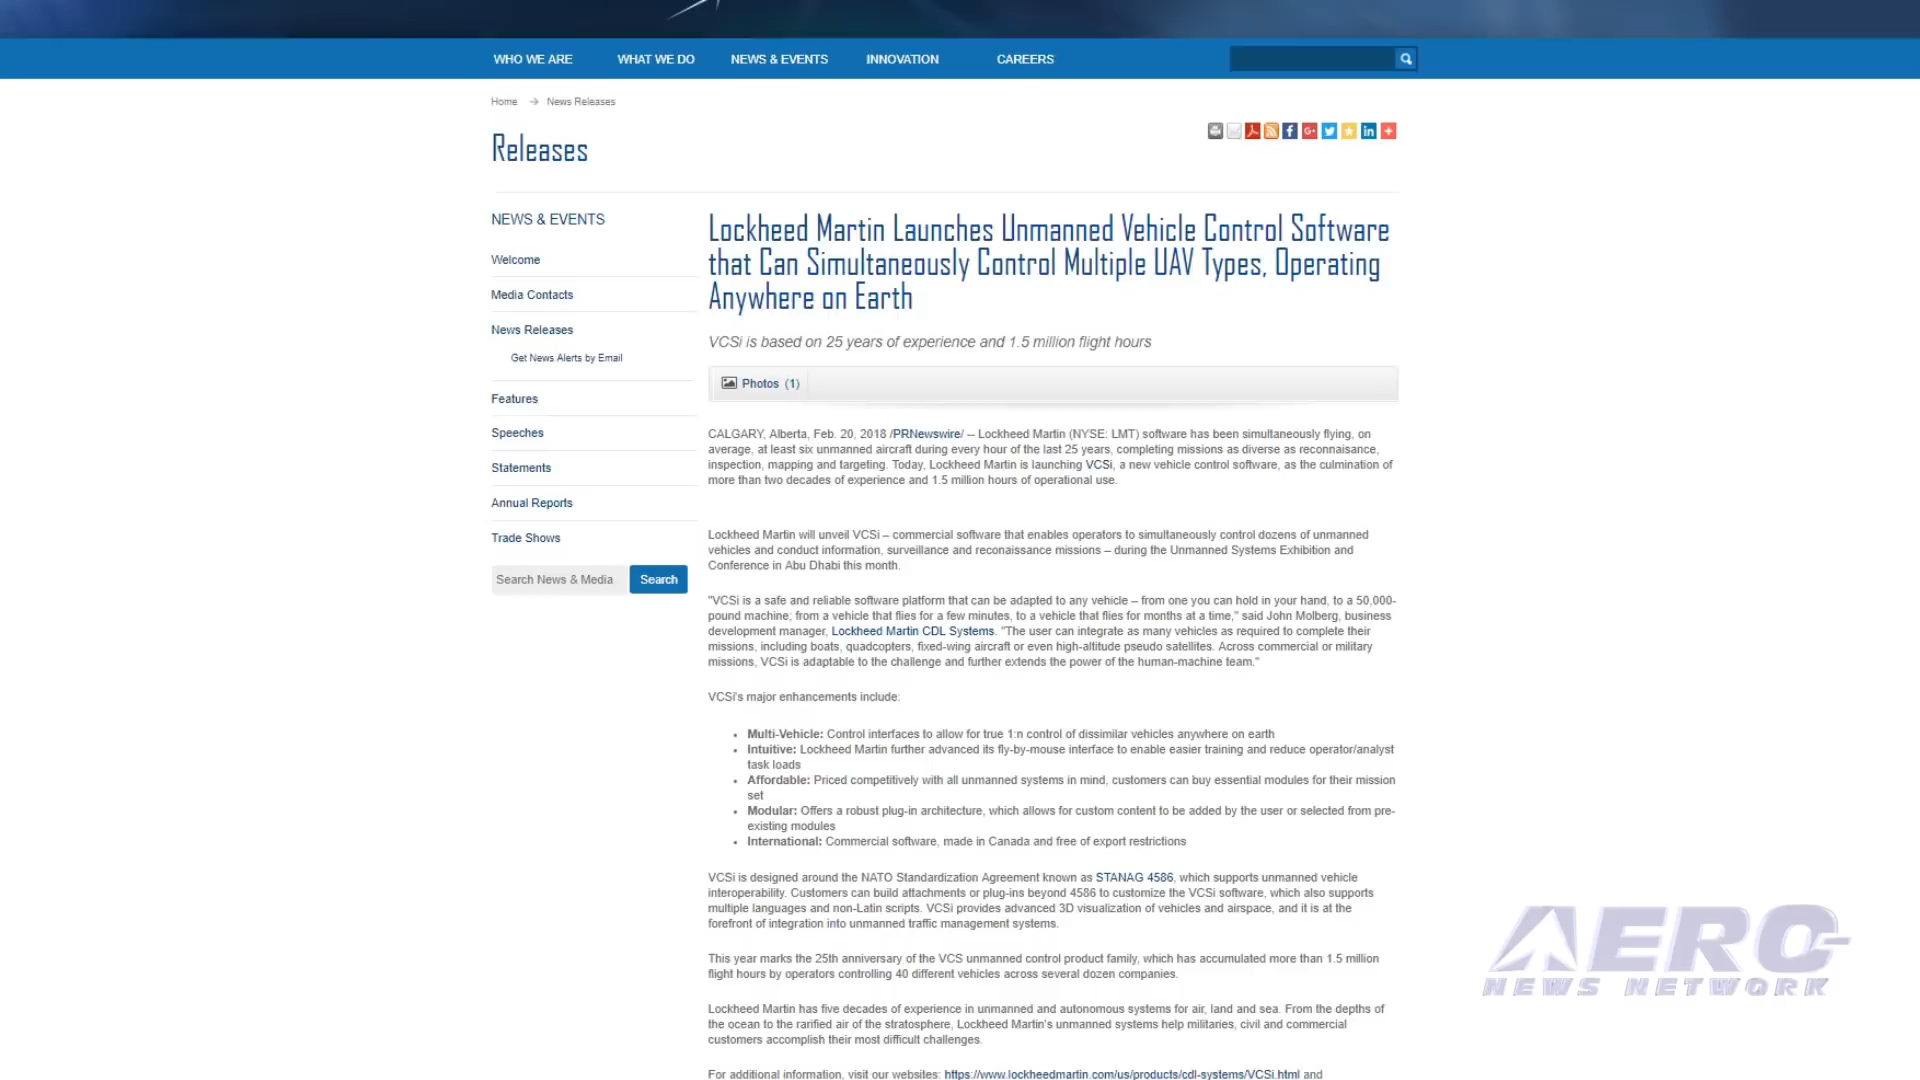 WHO WE ARE WHAT WE DO NEWS & EVENTS INNOVATION CAREERS
Home → News Releases
Releases
NEWS & EVENTS
Welcome
Media Contacts
News Releases
Get News Alerts by Email
Features
Speeches
Statements
Annual Reports
Trade Shows
Search News & Media Search
Lockheed Martin Launches Unmanned Vehicle Control Software
that Can Simultaneously Control Multiple UAV Types, Operating
Anywhere on Earth
VCSi is based on 25 years of experience and 1.5 million flight hours
Photos (1)
CALGARY, Alberta, Feb. 20, 2018 /PRNewswire/ -- Lockheed Martin (NYSE: LMT) software has been simultaneously flying, on
average, at least six unmanned aircraft during every hour of the last 25 years, completing missions as diverse as reconnaisance,
inspection, mapping and targeting. Today, Lockheed Martin is launching VCSi, a new vehicle control software, as the culmination of
more than two decades of experience and 1.5 million hours of operational use.
Lockheed Martin will unveil VCSi – commercial software that enables operators to simultaneously control dozens of unmanned
vehicles and conduct information, surveillance and reconaissance missions – during the Unmanned Systems Exhibition and
Conference in Abu Dhabi this month.
"VCSi is a safe and reliable software platform that can be adapted to any vehicle – from one you can hold in your hand, to a 50,000-
pound machine; from a vehicle that flies for a few minutes, to a vehicle that flies for months at a time," said John Molberg, business
development manager, Lockheed Martin CDL Systems. "The user can integrate as many vehicles as required to complete their
missions, including boats, quadcopters, fixed-wing aircraft or even high-altitude pseudo satellites. Across commercial or military
missions, VCSi is adaptable to the challenge and further extends the power of the human-machine team."
VCSi's major enhancements include:
• Multi-Vehicle: Control interfaces to allow for true 1:n control of dissimilar vehicles anywhere on earth
• Intuitive: Lockheed Martin further advanced its fly-by-mouse interface to enable easier training and reduce operator/analyst
task loads
• Affordable: Priced competitively with all unmanned systems in mind, customers can buy essential modules for their mission
set
• Modular: Offers a robust plug-in architecture, which allows for custom content to be added by the user or selected from pre-
existing modules
• International: Commercial software, made in Canada and free of export restrictions
VCSi is designed around the NATO Standardization Agreement known as STANAG 4586, which supports unmanned vehicle
interoperability. Customers can build attachments or plug-ins beyond 4586 to customize the VCSi software, which also supports
multiple languages and non-Latin scripts. VCSi provides advanced 3D visualization of vehicles and airspace, and it is at the
forefront of integration into unmanned traffic management systems.
This year marks the 25th anniversary of the VCS unmanned control product family, which has accumulated more than 1.5 million
flight hours by operators controlling 40 different vehicles across several dozen companies.
Lockheed Martin has five decades of experience in unmanned and autonomous systems for air, land and sea. From the depths of
the ocean to the rarified air of the stratosphere, Lockheed Martin's unmanned systems help militaries, civil and commercial
customers accomplish their most difficult challenges.
For additional information, visit our websites: https://www.lockheedmartin.com/us/products/cdl-systems/VCSi.html and
AERO
NEWS NETWORK